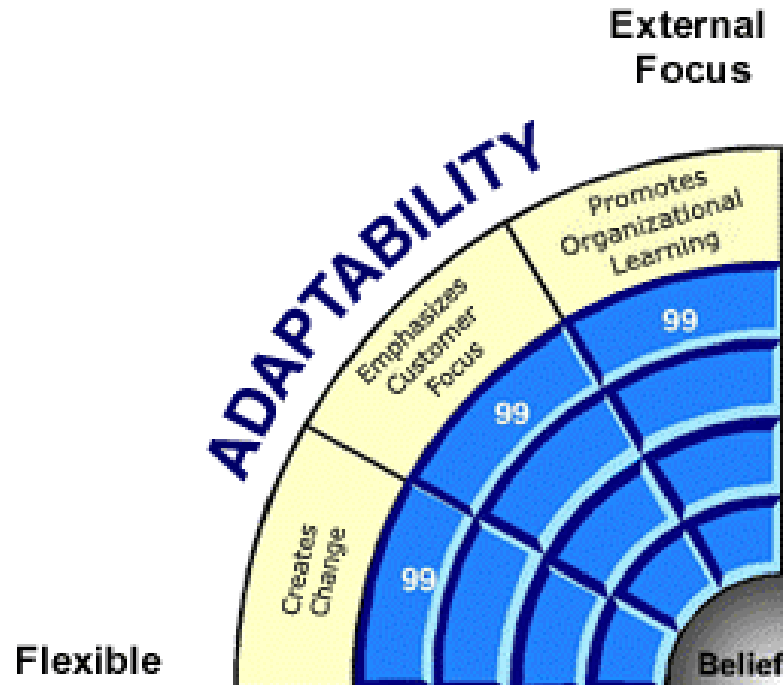 External
Focus
ADAPTABILITY
Promotes
Organizational
Learning
99
Emphasizes
Customer
Focus
99
Creates
Change
99
Flexible
Belief